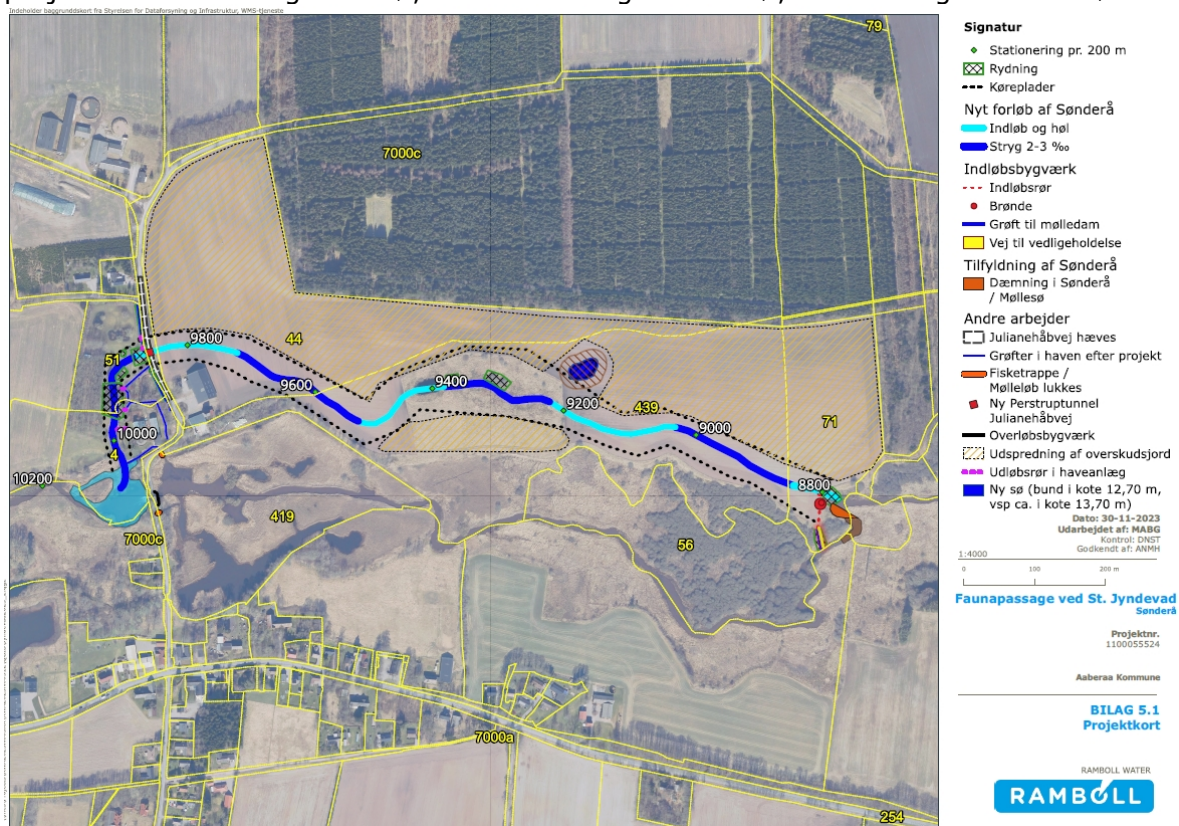 Indeholder baggrundskort fra Styrelsen for Dataforsyning og Infrastruktur, WMS-tjeneste
79
7000c
44
51
9800
9600
9400
9200
439
9000
71
8800
10000
4
10200
419
7000c
56
7000a
254
Signatur
Stationering pr. 200 m
Rydning
Køreplader
Nyt forløb af Sønderå
Indløb og høl
Stryg 2-3 ‰
Indløbsbygværk
Indløbsrør
Brønde
Grøft til mølledam
Vej til vedligeholdelse
Tilfyldning af Sønderå
Dæmning i Sønderå
/ Møllesø
Andre arbejder
Julianehåbvej hæves
Grøfter i haven efter projekt
Fisketrappe /
Mølleløb lukkes
Ny Perstruptunnel
Julianehåbvej
Overløbsbygværk
Udspredning af overskudsjord
Udløbsrør i haveanlæg
Ny sø (bund i kote 12,70 m,
vsp ca. i kote 13,70 m)
Dato: 30-11-2023
Udarbejdet af: MABG
Kontrol: DNST
Godkendt af: ANMH
1:4000
0 100 200 m
Faunapassage ved St. Jyndevad
Sønderå
Projektnr.
1100055524
Aaberaa Kommune
BILAG 5.1
Projektkort
RAMBOLL WATER
RAMBOLL